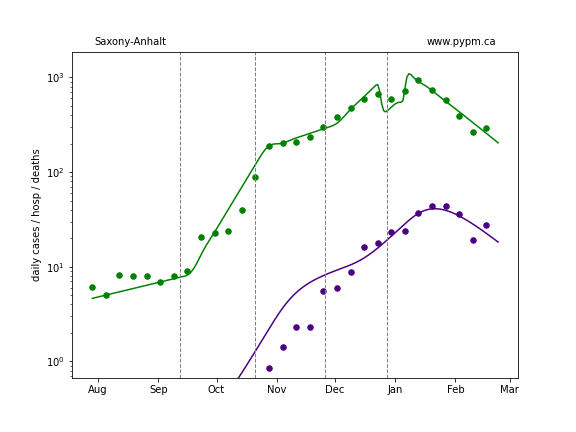 Saxony-Anhalt www.pypm.ca
daily cases / hosp / deaths
10³
10²
10¹
10⁰
Aug Sep Oct Nov Dec Jan Feb Mar